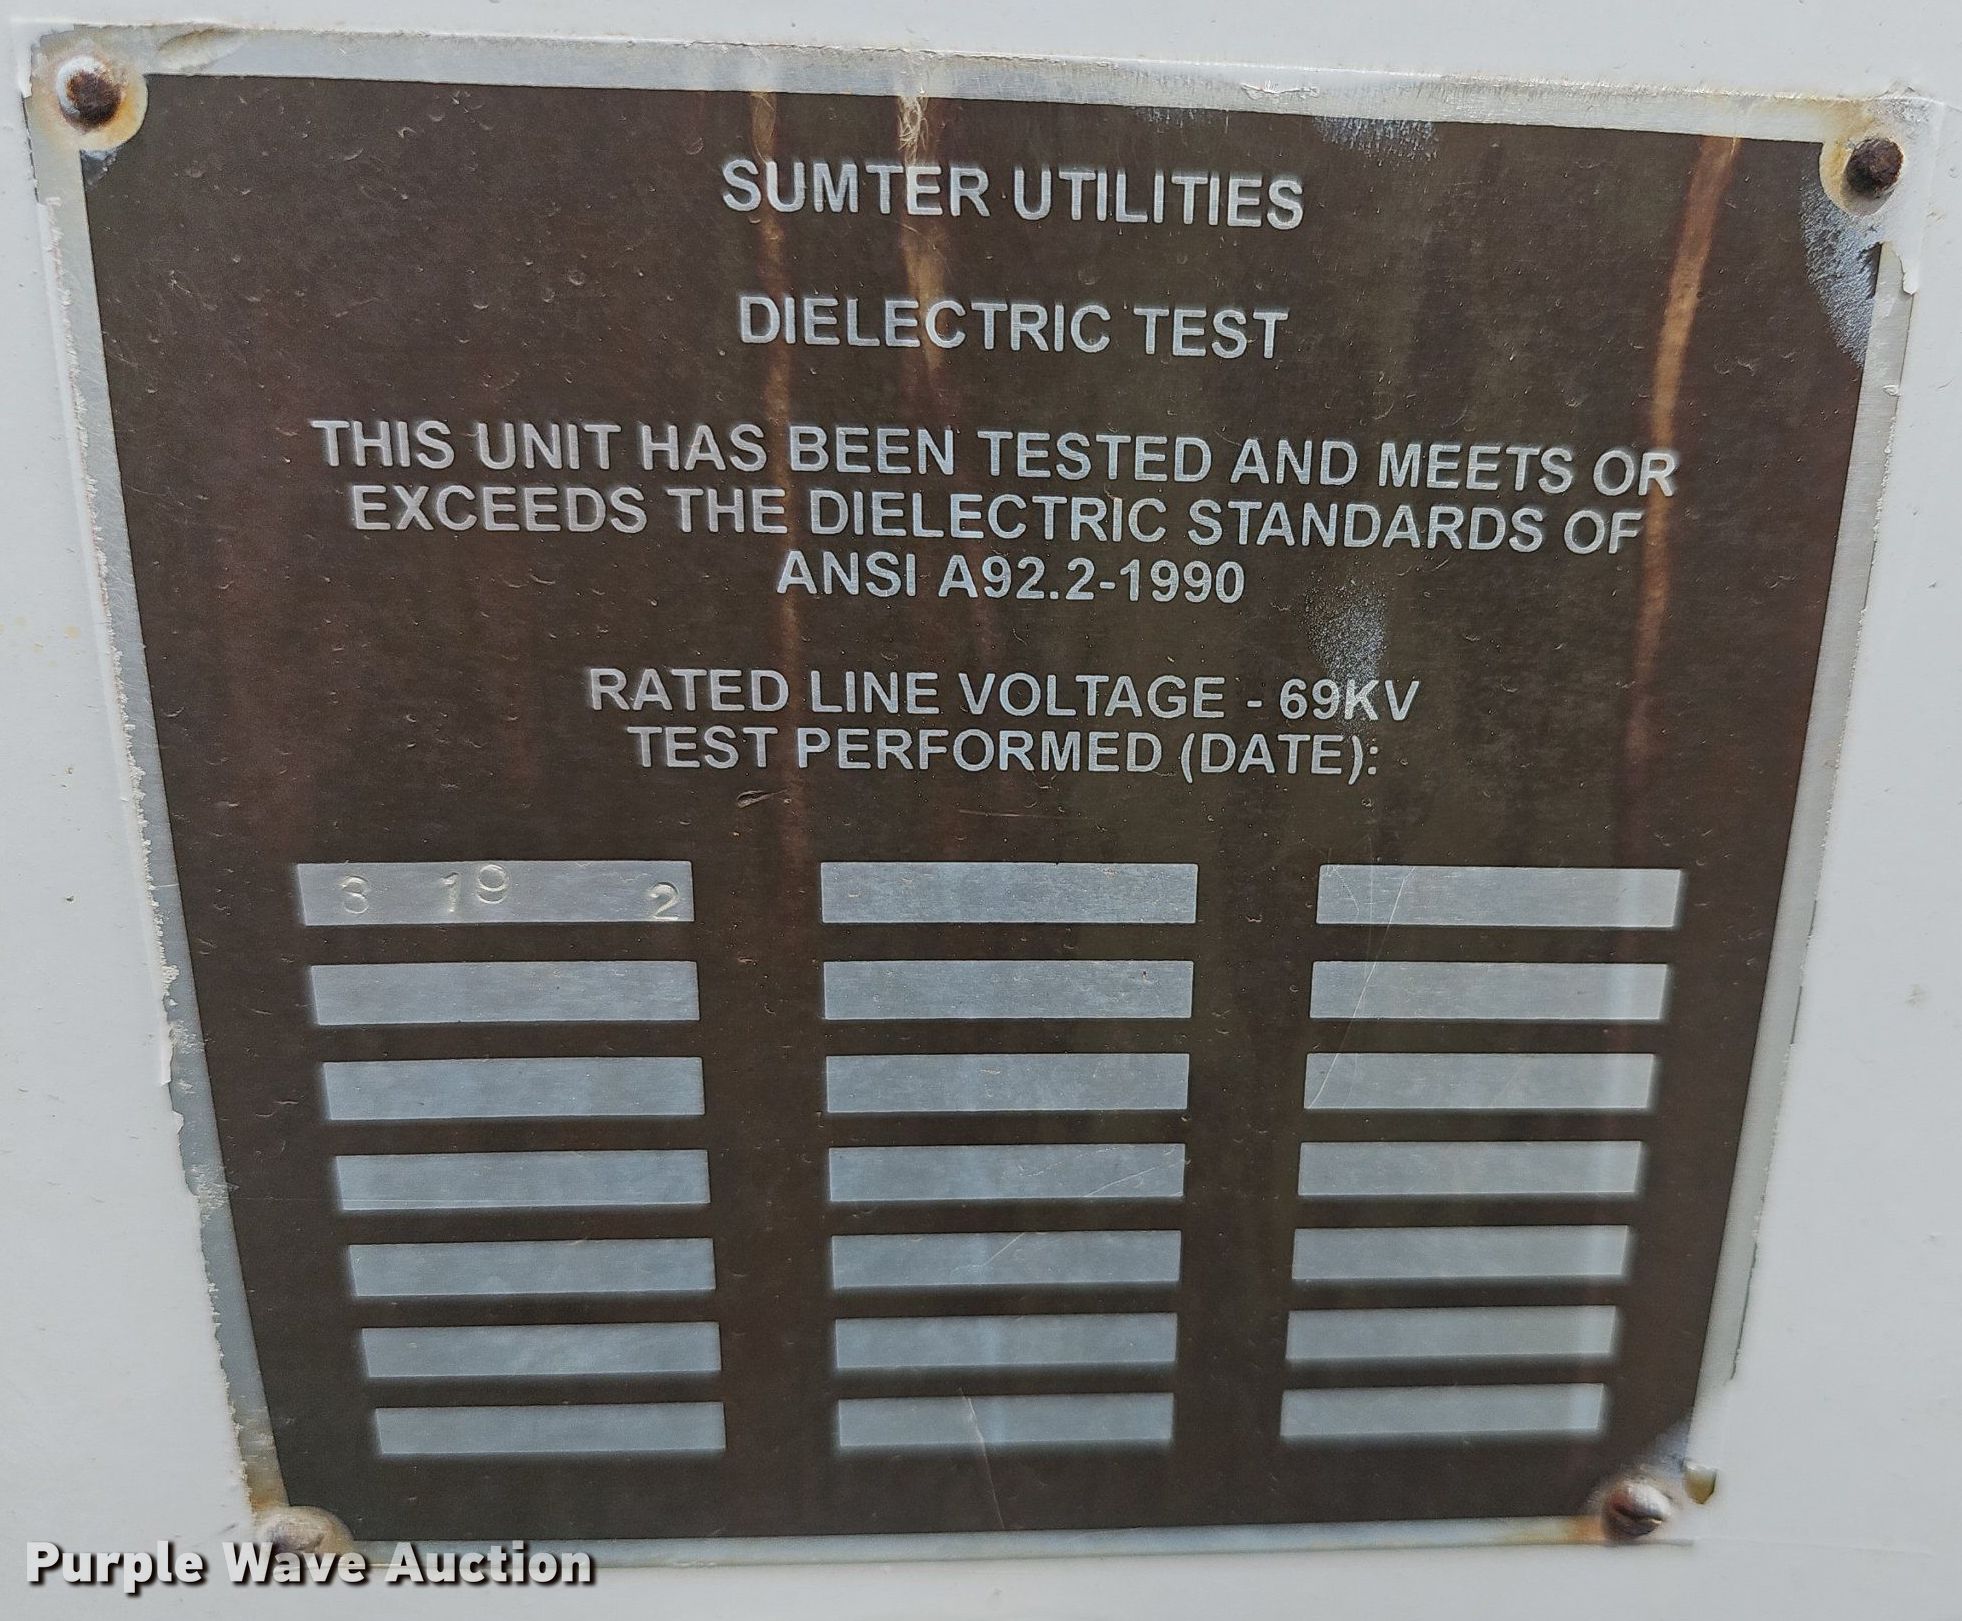 SUMTER UTILITIES
DIELECTRIC TEST
THIS UNIT HAS BEEN TESTED AND MEETS OR
EXCEEDS THE DIELECTRIC STANDARDS OF
ANSI A92.2-1990
RATED LINE VOLTAGE - 69KV
TEST PERFORMED (DATE):
3 19 2
Purple Wave Auction